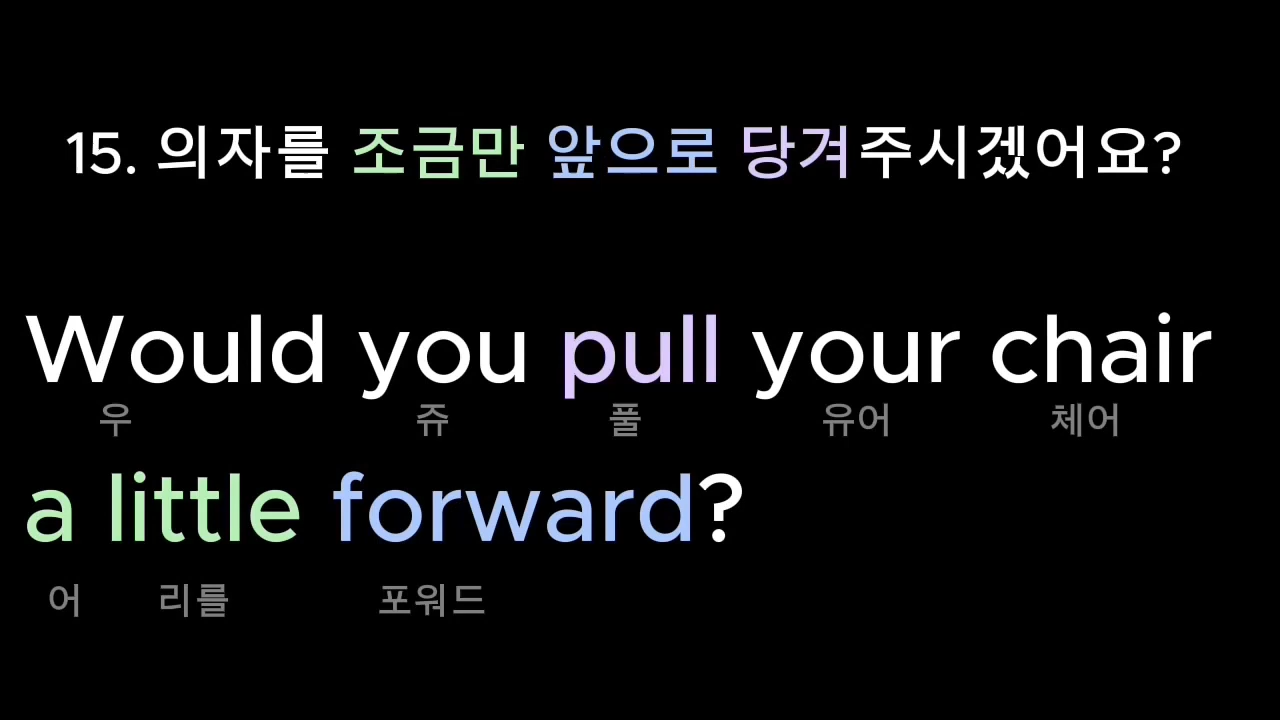 15. 의자를 조금만 앞으로 당겨주시겠어요?
Would you pull your chair
우 쥬 풀 유어 체어
a little forward?
어 리를 포워드